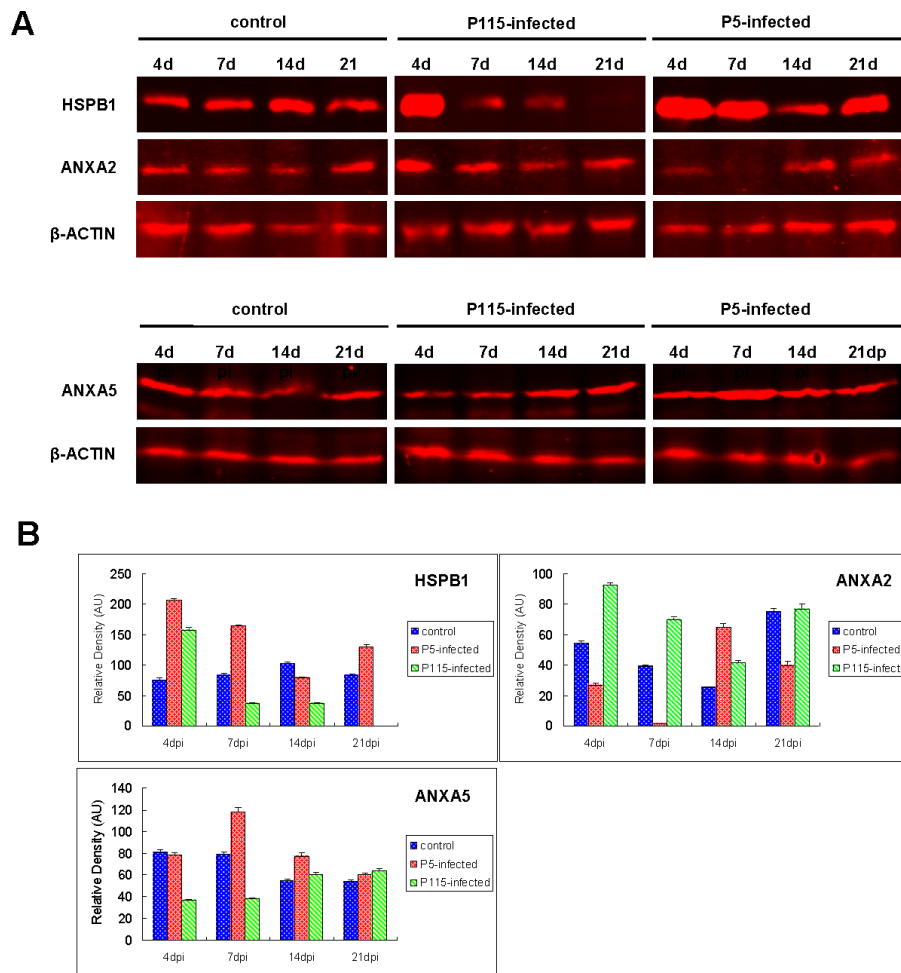 A
control P115-infected P5-infected
4d 7d 14d 21 4d 7d 14d 21d 4d 7d 14d 21d
HSPB1
ANXA2
β-ACTIN
control P115-infected P5-infected
4d 7d 14d 21d 4d 7d 14d 21d 4d 7d 14d 21dp
pi pi pi
ANXA5
β-ACTIN
B
HSPB1
Relative Density (AU)
250
200
150
100
50
0
4dpi 7dpi 14dpi 21dpi
control
P5-infected
P115-infected
ANXA2
Relative Density (AU)
100
80
60
40
20
0
4dpi 7dpi 14dpi 21dpi
control
P5-infected
P115-infected
ANXA5
Relative Density (AU)
140
120
100
80
60
40
20
0
4dpi 7dpi 14dpi 21dpi
control
P5-infected
P115-infected